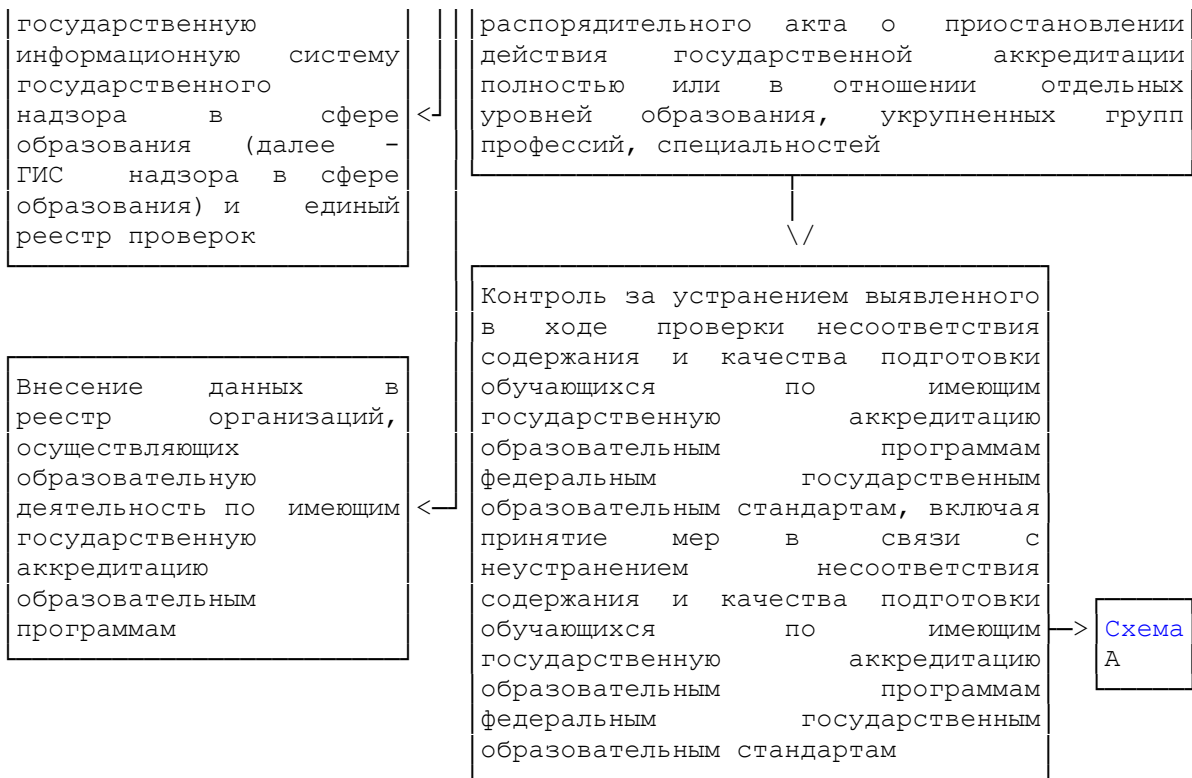 государственную
информационную систему
государственного
надзора в сфере
образования (далее -
ГИС надзора в сфере
образования) и единый
реестр проверок
распорядительного акта о приостановлении
действия государственной аккредитации
полностью или в отношении отдельных
уровней образования, укрупненных групп
профессий, специальностей
Внесение данных в
реестр организаций,
осуществляющих
образовательную
деятельность по имеющим
государственную
аккредитацию
образовательным
программам
Контроль за устранением выявленного
в ходе проверки несоответствия
содержания и качества подготовки
обучающихся по имеющим
государственную аккредитацию
образовательным программам
федеральным государственным
образовательным стандартам, включая
принятие мер в связи с
неустранением несоответствия
содержания и качества подготовки
обучающихся по имеющим
государственную аккредитацию
образовательным программам
федеральным государственным
образовательным стандартам
Схема
А